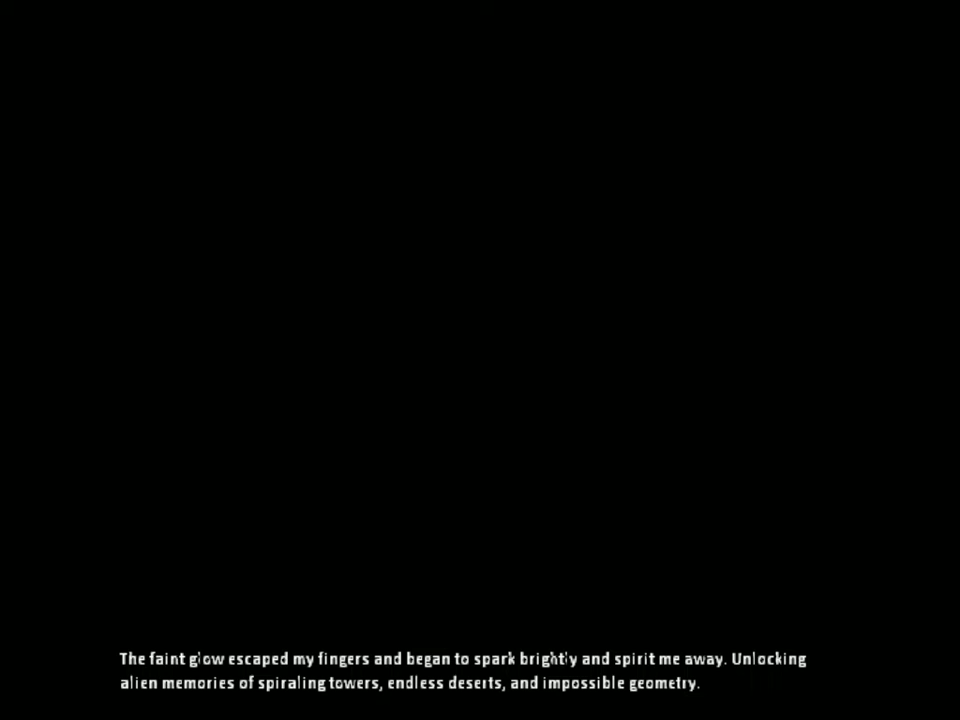 The faint glow escaped my fingers and began to spark brightly and spirit me away. Unlocking
alien memories of spiraling towers, endless deserts, and impossible geometry.